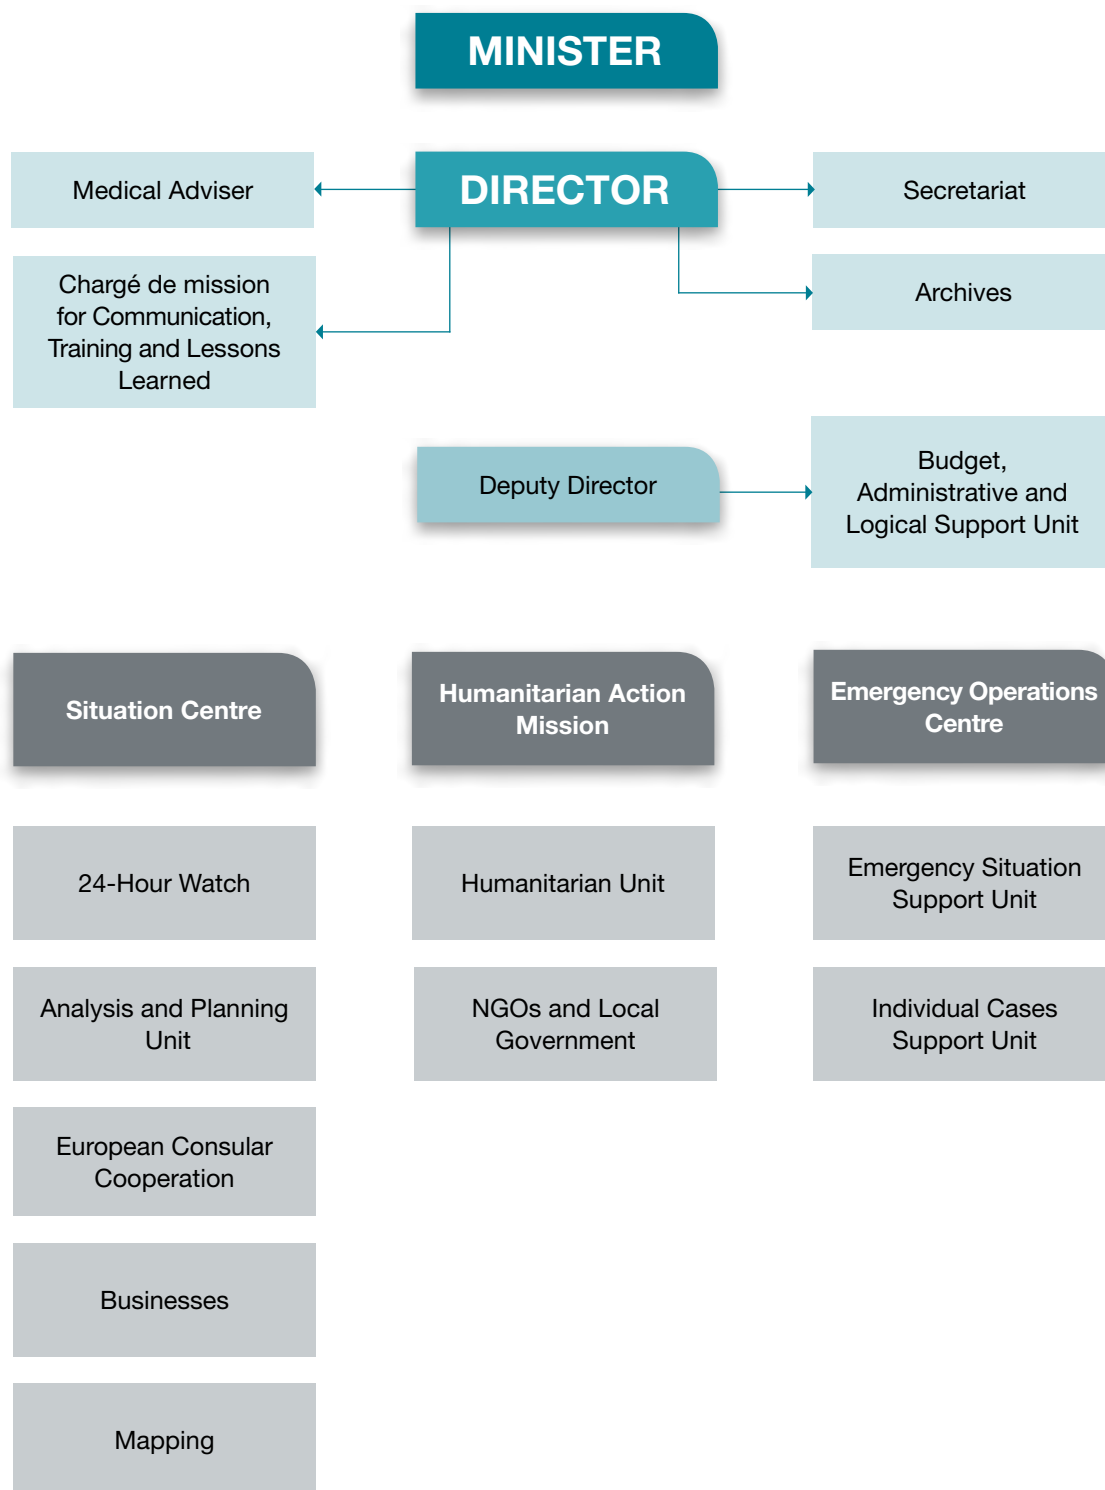 MINISTER
DIRECTOR
Medical Adviser
Secretariat
Chargé de mission
for Communication,
Training and Lessons
Learned
Archives
Deputy Director
Budget,
Administrative and
Logical Support Unit
Situation Centre
24-Hour Watch
Analysis and Planning
Unit
European Consular
Cooperation
Businesses
Mapping
Humanitarian Action
Mission
Humanitarian Unit
NGOs and Local
Government
Emergency Operations
Centre
Emergency Situation
Support Unit
Individual Cases
Support Unit